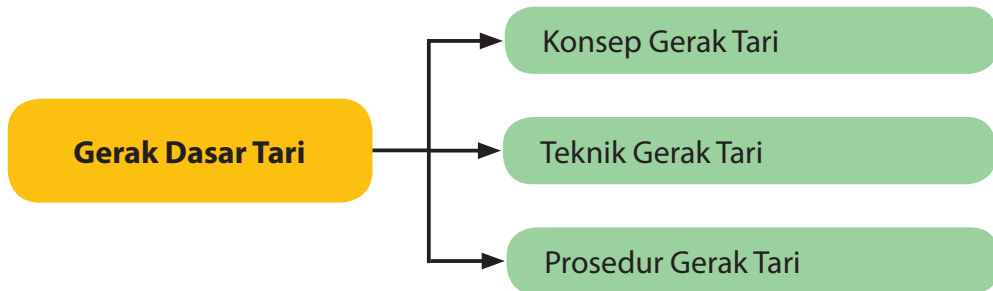 Konsep Gerak Tari
Gerak Dasar Tari
Teknik Gerak Tari
Prosedur Gerak Tari